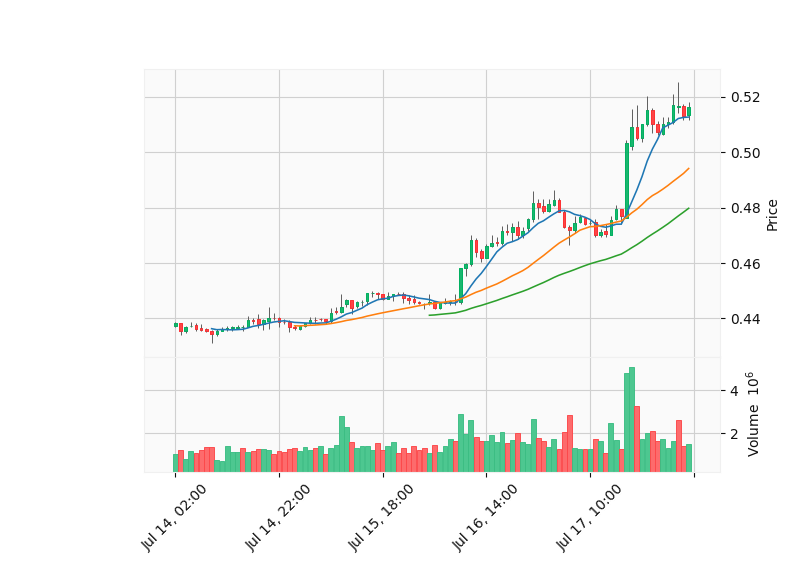 0.52
0.50
0.48
0.46
0.44
Price
4
2
Volume 10^6
Jul 14, 02:00
Jul 14, 22:00
Jul 15, 18:00
Jul 16, 14:00
Jul 17, 10:00